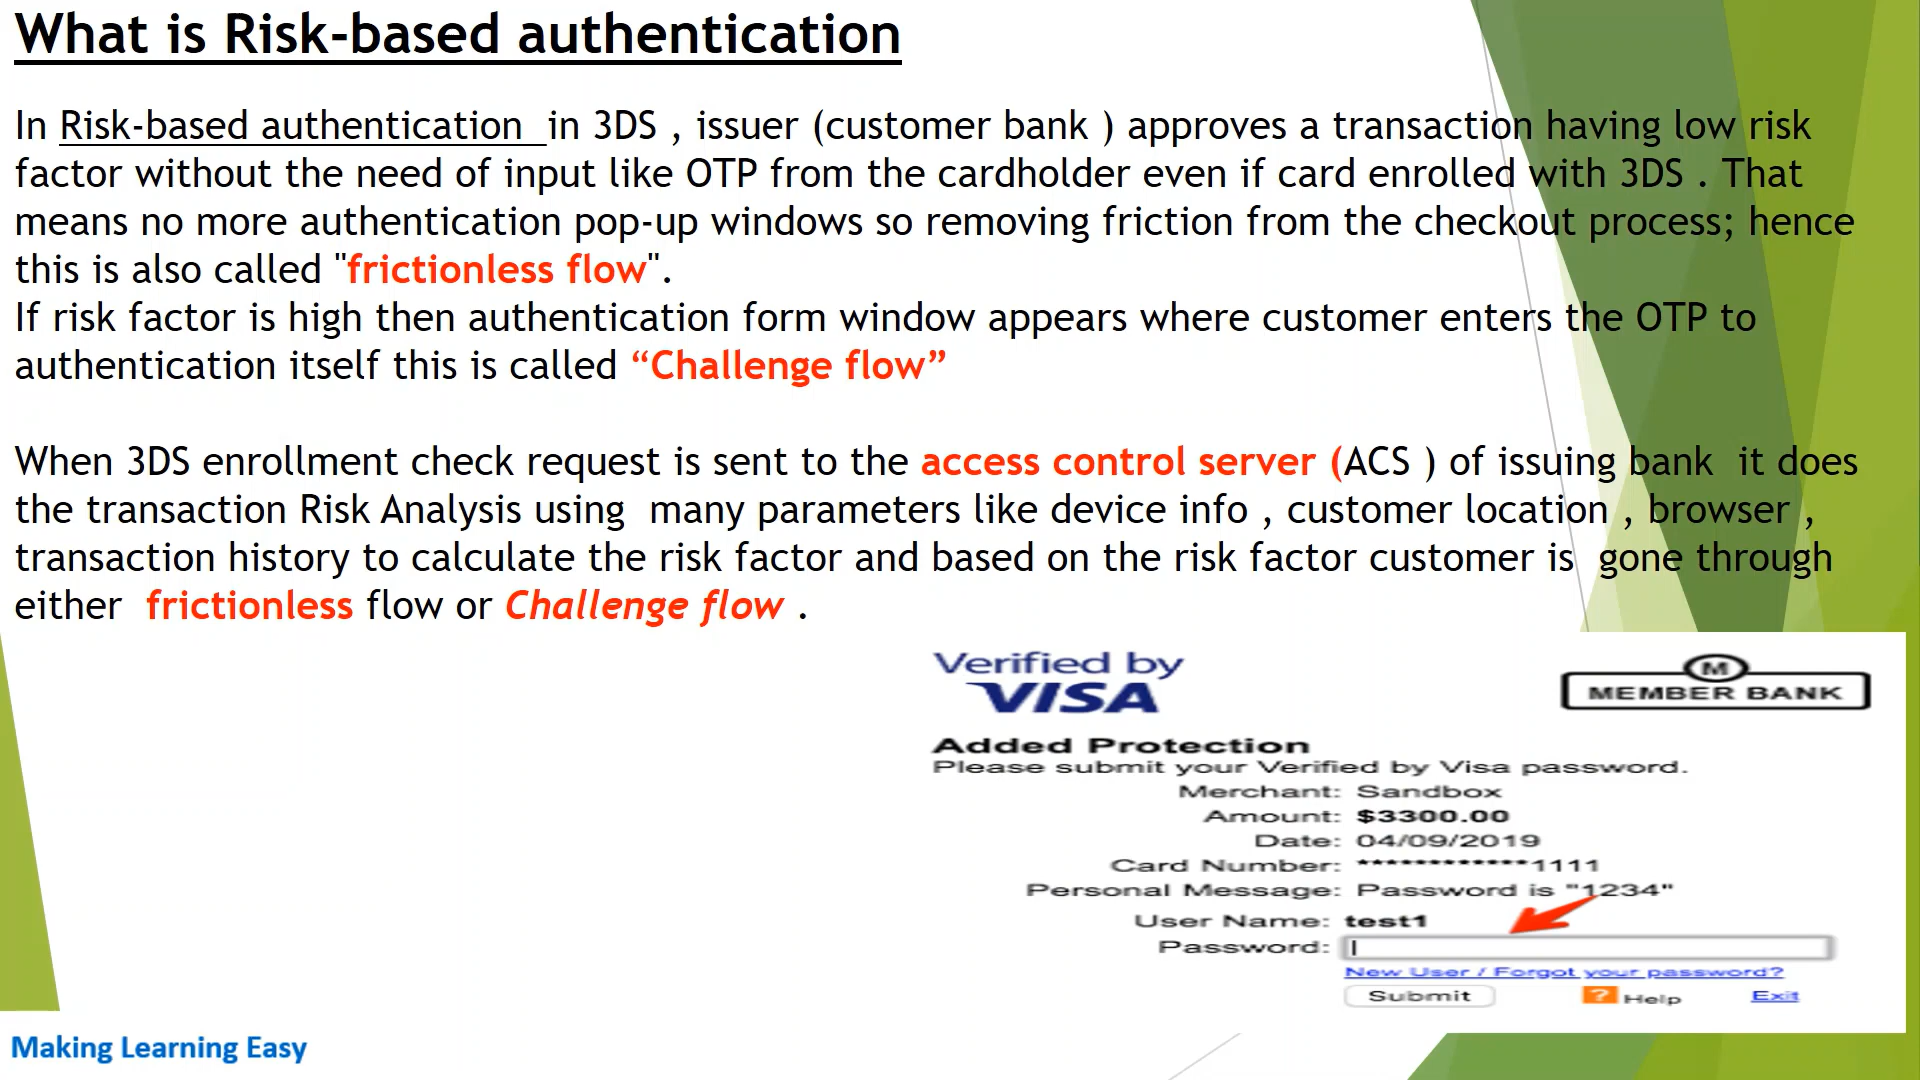 What is Risk-based authentication
In Risk-based authentication in 3DS , issuer (customer bank ) approves a transaction having low risk
factor without the need of input like OTP from the cardholder even if card enrolled with 3DS . That
means no more authentication pop-up windows so removing friction from the checkout process; hence
this is also called "frictionless flow".
If risk factor is high then authentication form window appears where customer enters the OTP to
authentication itself this is called “Challenge flow”
When 3DS enrollment check request is sent to the access control server (ACS ) of issuing bank it does
the transaction Risk Analysis using many parameters like device info , customer location , browser ,
transaction history to calculate the risk factor and based on the risk factor customer is gone through
either frictionless flow or Challenge flow .
Verified by
VISA
M
MEMBER BANK
Added Protection
Please submit your Verified by Visa password.
Merchant: Sandbox
Amount: $3300.00
Date: 04/09/2019
Card Number: ************1111
Personal Message: Password is "1234"
User Name: test1
Password:
New User / Forgot your password?
Submit ? Help Exit
Making Learning Easy